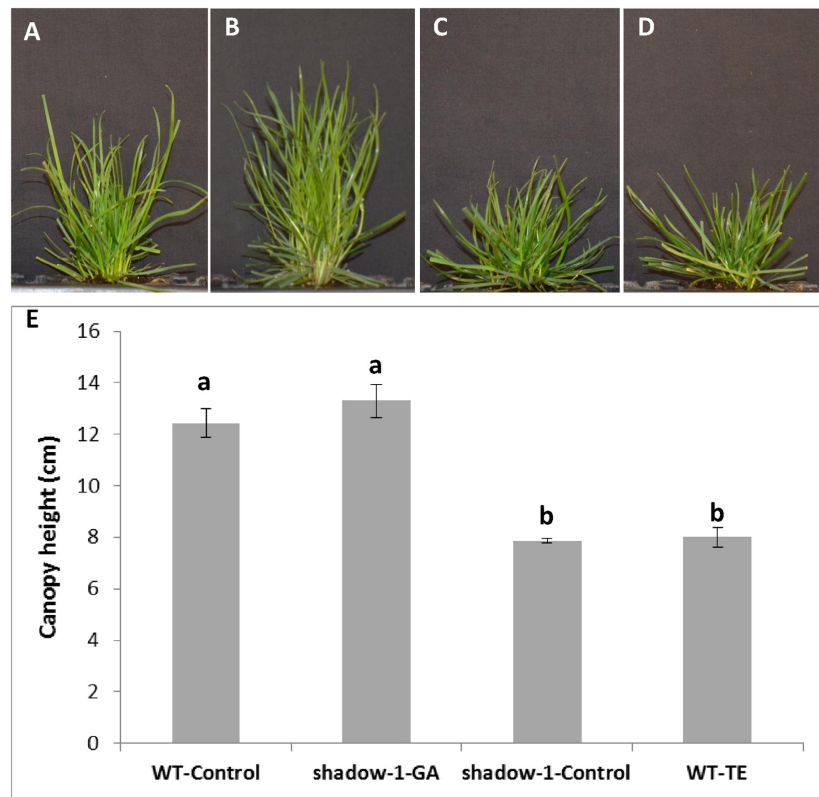 A
B
C
D
E
16
14
12
10
8
6
4
2
0
Canopy height (cm)
a
a
b
b
WT-Control
shadow-1-GA
shadow-1-Control
WT-TE